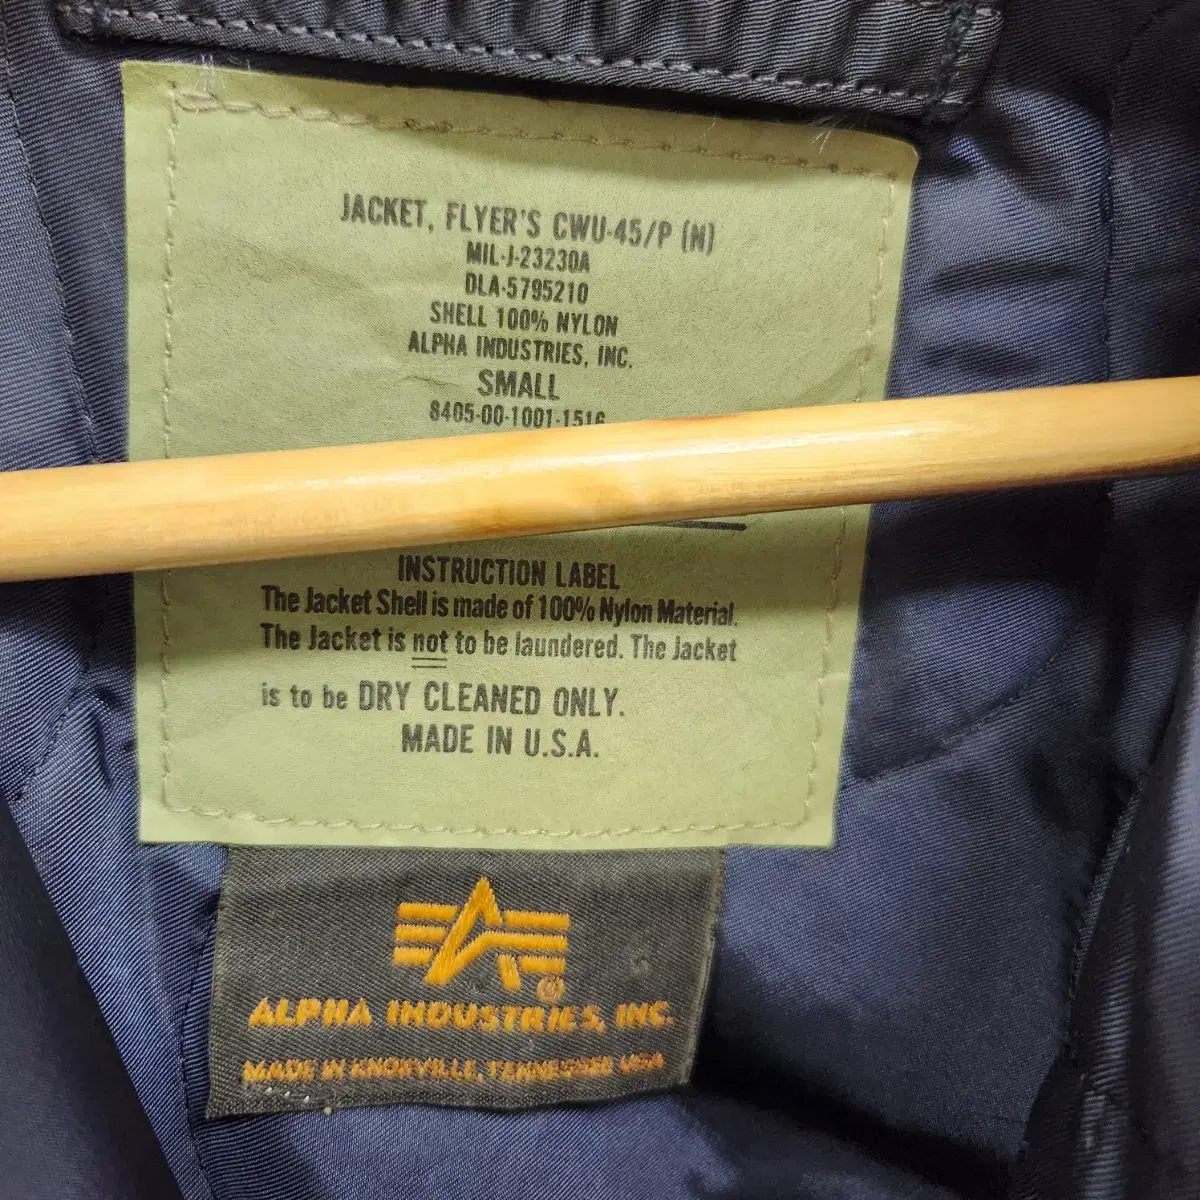 JACKET, FLYER'S CWU-45/P (N)
MIL-J-23230A
DLA-5795210
SHELL 100% NYLON
ALPHA INDUSTRIES, INC.
SMALL
8405-00-1001-1516
INSTRUCTION LABEL
The Jacket Shell is made of 100% Nylon Material.
The Jacket is not to be laundered. The Jacket
is to be DRY CLEANED ONLY.
MADE IN U.S.A.
ALPHA INDUSTRIES, INC.
MADE IN KNOXVILLE, TENNESSEE USA